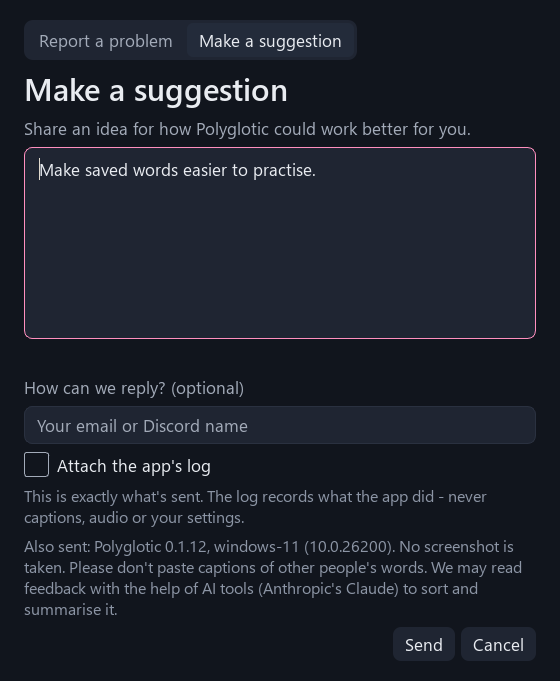 Report a problem
Make a suggestion
Make a suggestion
Share an idea for how Polyglotic could work better for you.
Make saved words easier to practise.
How can we reply? (optional)
Your email or Discord name
Attach the app's log
This is exactly what's sent. The log records what the app did - never
captions, audio or your settings.
Also sent: Polyglotic 0.1.12, windows-11 (10.0.26200). No screenshot is
taken. Please don't paste captions of other people's words. We may read
feedback with the help of AI tools (Anthropic's Claude) to sort and
summarise it.
Send
Cancel